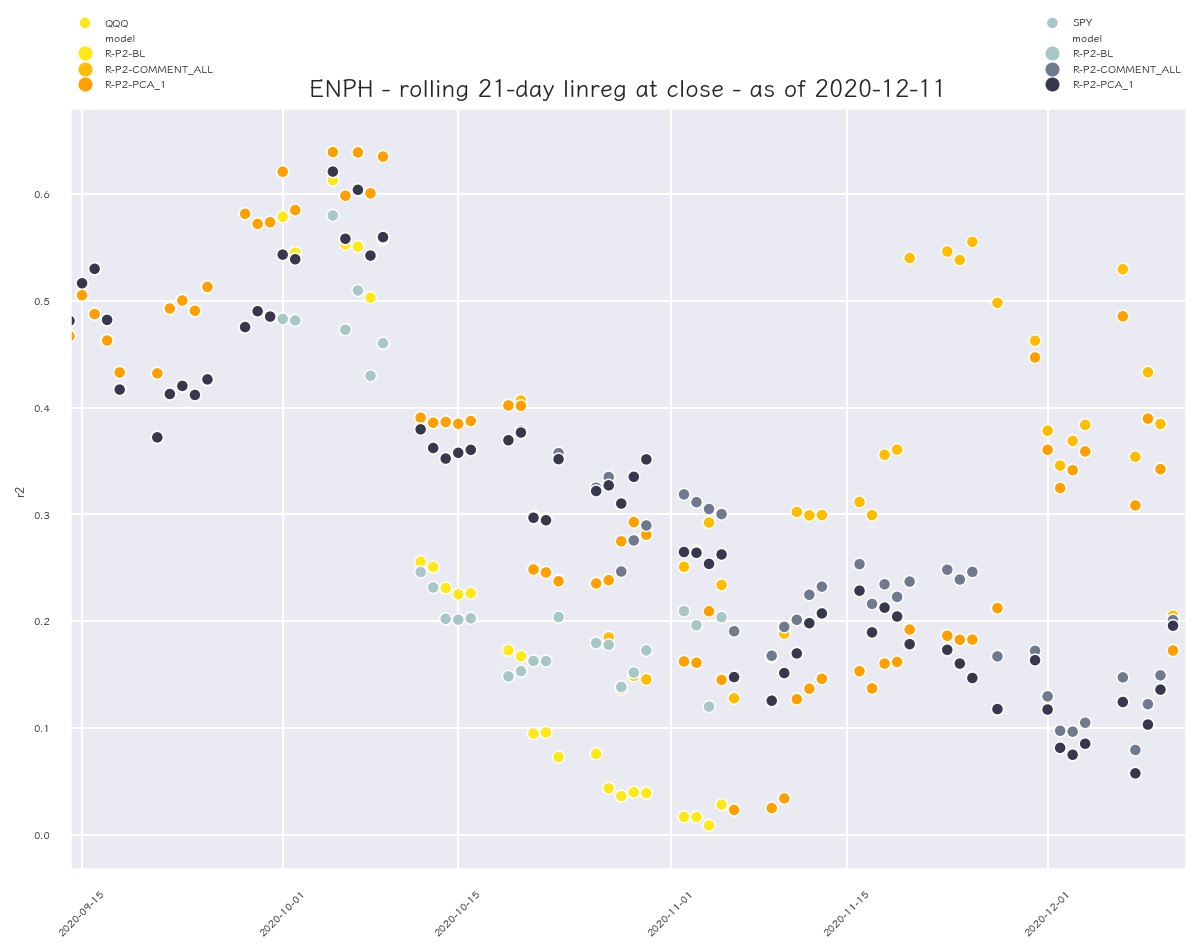 QQQ
model
R-P2-BL
R-P2-COMMENT_ALL
R-P2-PCA_1
SPY
model
R-P2-BL
R-P2-COMMENT_ALL
R-P2-PCA_1
ENPH - rolling 21-day linreg at close - as of 2020-12-11
r2
0.6
0.5
0.4
0.3
0.2
0.1
0.0
2020-09-15
2020-10-01
2020-10-15
2020-11-01
2020-11-15
2020-12-01